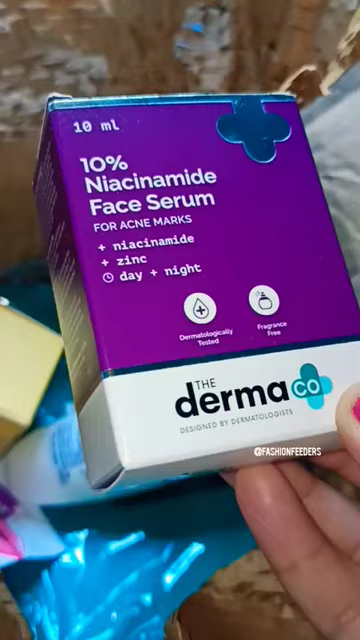 10 ml
10%
Niacinamide
Face Serum
FOR ACNE MARKS
+ niacinamide
+ zinc
day + night
Dermatologically
Tested
Fragrance
Free
THE
derma co
DESIGNED BY DERMATOLOGISTS
@FASHIONFEEDERS